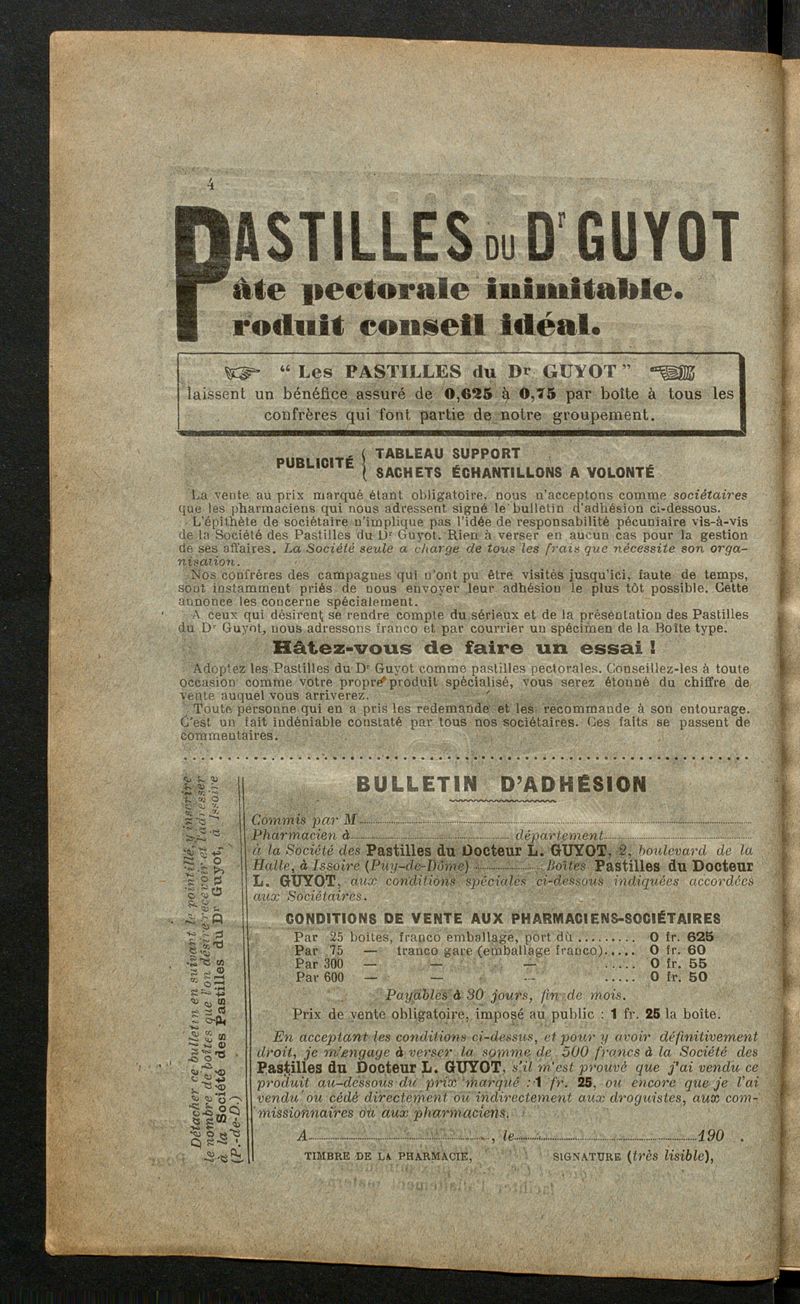 4
PASTILLES DU Dr GUYOT
âte pectorale inimitable.
roduit conseil idéal.
“ Les PASTILLES du Dr GUYOT ”
laissent un bénéfice assuré de 0,625 à 0,75 par boîte à tous les
confrères qui font partie de notre groupement.
PUBLICITÉ { TABLEAU SUPPORT
SACHETS ÉCHANTILLONS A VOLONTÉ
La vente au prix marqué étant obligatoire, nous n'acceptons comme sociétaires
que les pharmaciens qui nous adressent signé le bulletin d'adhésion ci-dessous.
L'épithète de sociétaire n'implique pas l'idée de responsabilité pécuniaire vis-à-vis
de la Société des Pastilles du Dr Guyot. Rien à verser en aucun cas pour la gestion
de ses affaires. La Société seule a charge de tous les frais que nécessite son orga-
nisation.
Nos confrères des campagnes qui n'ont pu être visités jusqu'ici, faute de temps,
sont instamment priés de nous envoyer leur adhésion le plus tôt possible. Cette
annonce les concerne spécialement.
A ceux qui désirent se rendre compte du sérieux et de la présentation des Pastilles
du Dr Guyot, nous adressons franco et par courrier un spécimen de la Boîte type.
Hâtez-vous de faire un essai !
Adoptez les Pastilles du Dr Guyot comme pastilles pectorales. Conseillez-les à toute
occasion comme votre propre produit spécialisé, vous serez étonné du chiffre de
vente auquel vous arriverez.
Toute personne qui en a pris les redemande et les recommande à son entourage.
C'est un fait indéniable constaté par tous nos sociétaires. Ces faits se passent de
commentaires.
Détacher ce bulletin en suivant le pointillé, y inscrire
le nombre de boîtes que l'on désire recevoir et l'adresser
à la Société des Pastilles du Dr Guyot, à Issoire
(P.-de-D.)
BULLETIN D'ADHÉSION
Commis par M
Pharmacien à département
à la Société des Pastilles du Docteur L. GUYOT, 2, boulevard de la
Halle, à Issoire (Puy-de-Dôme) Boîtes Pastilles du Docteur
L. GUYOT, aux conditions spéciales ci-dessous indiquées accordées
aux Sociétaires.
CONDITIONS DE VENTE AUX PHARMACIENS-SOCIÉTAIRES
Par 25 boîtes, franco emballage, port dû ......... 0 fr. 625
Par 75 — franco gare (emballage franco)..... 0 fr. 60
Par 300 — — — ..... 0 fr. 55
Par 600 — — — ..... 0 fr. 50
Payables à 30 jours, fin de mois.
Prix de vente obligatoire, imposé au public : 1 fr. 25 la boîte.
En acceptant les conditions ci-dessus, et pour y avoir définitivement
droit, je m'engage à verser la somme de 500 francs à la Société des
Pastilles du Docteur L. GUYOT, s'il m'est prouvé que j'ai vendu ce
produit au-dessous du prix marqué : 1 fr. 25, ou encore que je l'ai
vendu ou cédé directement ou indirectement aux droguistes, aux com-
missionnaires ou aux pharmaciens.
A , le 190 .
TIMBRE DE LA PHARMACIE, SIGNATURE (très lisible),